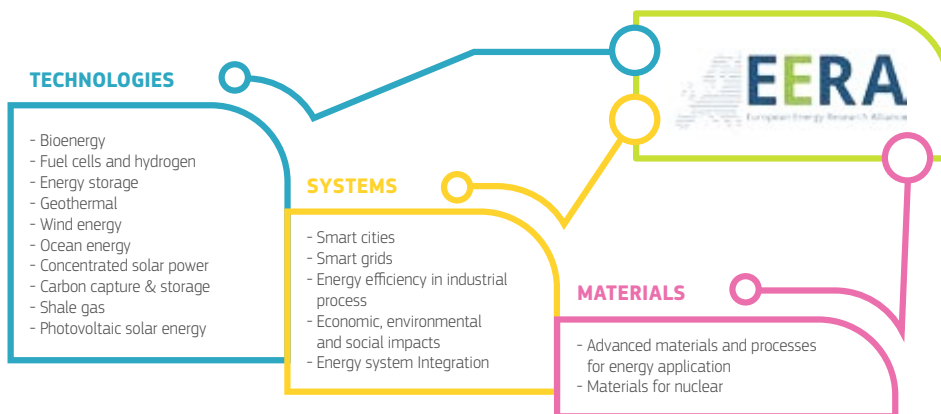 EERA
European Energy Research Alliance
TECHNOLOGIES
- Bioenergy
- Fuel cells and hydrogen
- Energy storage
- Geothermal
- Wind energy
- Ocean energy
- Concentrated solar power
- Carbon capture & storage
- Shale gas
- Photovoltaic solar energy
SYSTEMS
- Smart cities
- Smart grids
- Energy efficiency in industrial
process
- Economic, environmental
and social impacts
- Energy system Integration
MATERIALS
- Advanced materials and processes
for energy application
- Materials for nuclear